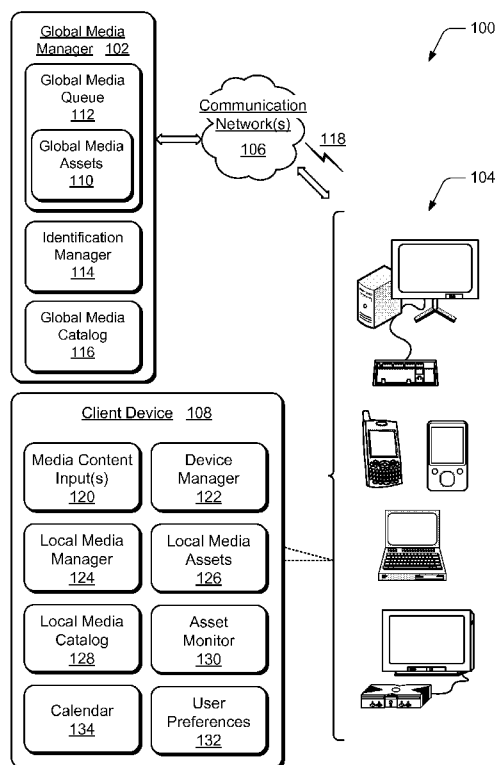 Global Media
Manager 102
Global Media
Queue
112
Global Media
Assets
110
Identification
Manager
114
Global Media
Catalog
116
Communication
Network(s)
106
118
100
104
Client Device 108
Media Content
Input(s)
120
Device
Manager
122
Local Media
Manager
124
Local Media
Assets
126
Local Media
Catalog
128
Asset
Monitor
130
Calendar
134
User
Preferences
132